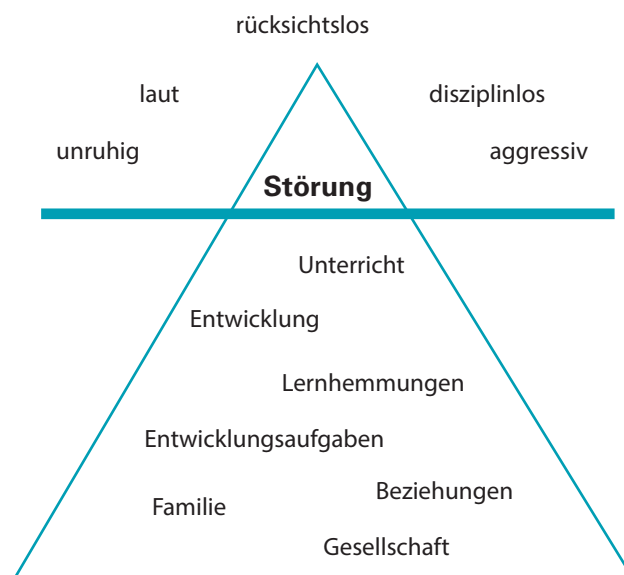 rücksichtslos
laut
disziplinlos
unruhig
aggressiv
Störung
Unterricht
Entwicklung
Lernhemmungen
Entwicklungsaufgaben
Beziehungen
Familie
Gesellschaft